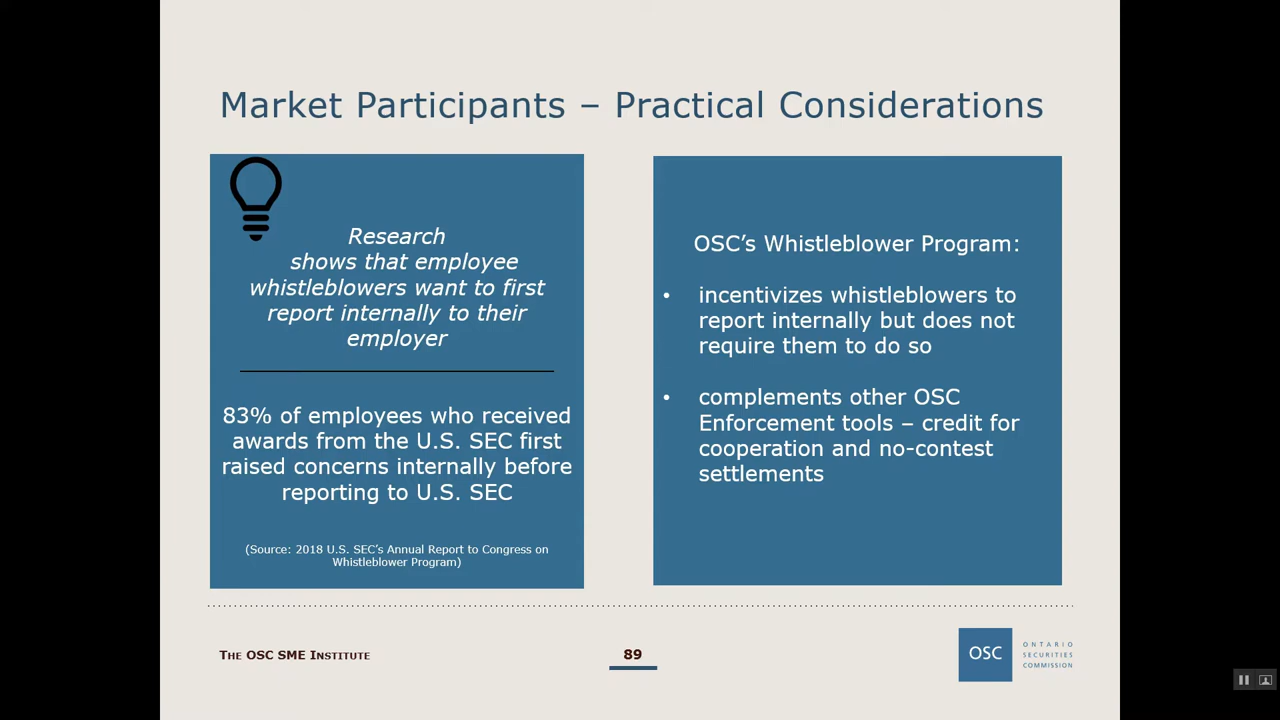 Market Participants – Practical Considerations
Research
shows that employee
whistleblowers want to first
report internally to their
employer
83% of employees who received
awards from the U.S. SEC first
raised concerns internally before
reporting to U.S. SEC
(Source: 2018 U.S. SEC’s Annual Report to Congress on
Whistleblower Program)
OSC’s Whistleblower Program:
• incentivizes whistleblowers to
report internally but does not
require them to do so
• complements other OSC
Enforcement tools – credit for
cooperation and no-contest
settlements
The OSC SME Institute
89
OSC
ONTARIO
SECURITIES
COMMISSION